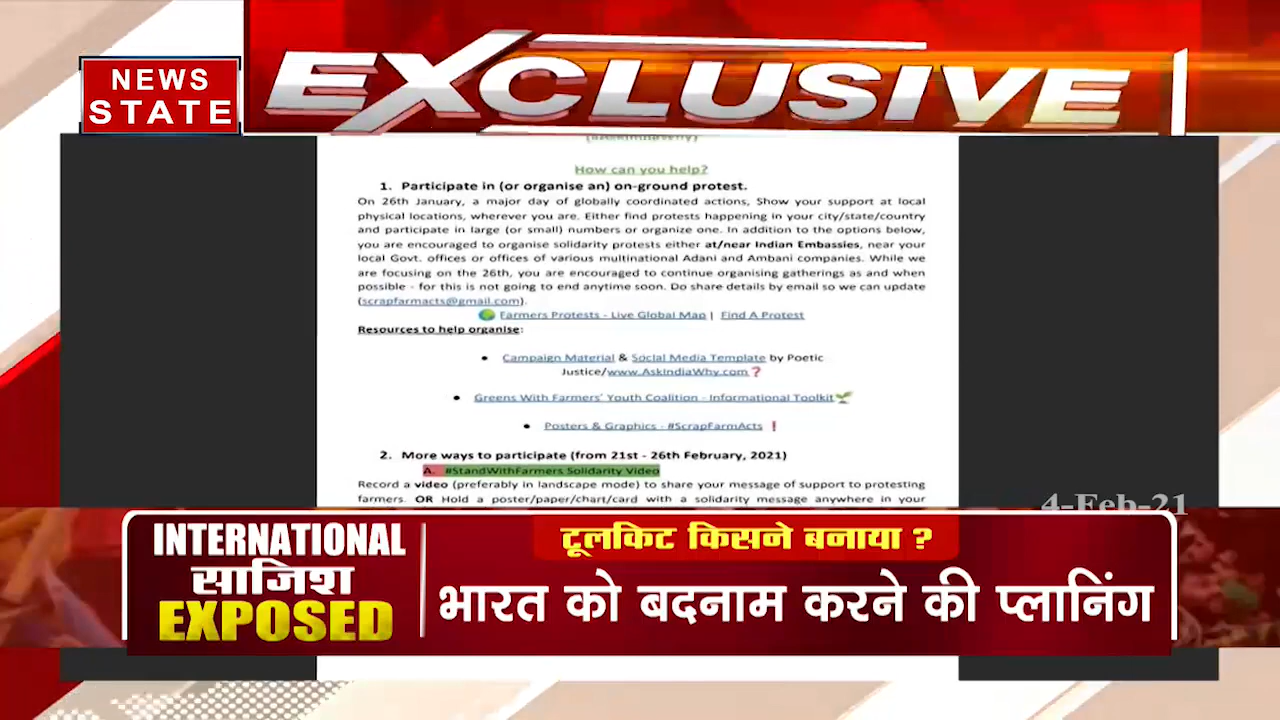 NEWS
STATE
EXCLUSIVE
(#AskIndiaWhy)
How can you help?
1. Participate in (or organise an) on-ground protest.
On 26th January, a major day of globally coordinated actions, Show your support at local
physical locations, wherever you are. Either find protests happening in your city/state/country
and participate in large (or small) numbers or organize one. In addition to the options below,
you are encouraged to organise solidarity protests either at/near Indian Embassies, near your
local Govt. offices or offices of various multinational Adani and Ambani companies. While we
are focusing on the 26th, you are encouraged to continue organising gatherings as and when
possible - for this is not going to end anytime soon. Do share details by email so we can update
(scrapfarmacts@gmail.com).
Farmers Protests - Live Global Map | Find A Protest
Resources to help organise:
• Campaign Material & Social Media Template by Poetic
Justice/www.AskIndiaWhy.com❓
• Greens With Farmers' Youth Coalition - Informational Toolkit
• Posters & Graphics - #ScrapFarmActs ❗
2. More ways to participate (from 21st - 26th February, 2021)
A. #StandWithFarmers Solidarity Video
Record a video (preferably in landscape mode) to share your message of support to protesting
farmers. OR Hold a poster/paper/chart/card with a solidarity message anywhere in your
4-Feb-21
INTERNATIONAL
साजिश
EXPOSED
टूलकिट किसने बनाया ?
भारत को बदनाम करने की प्लानिंग